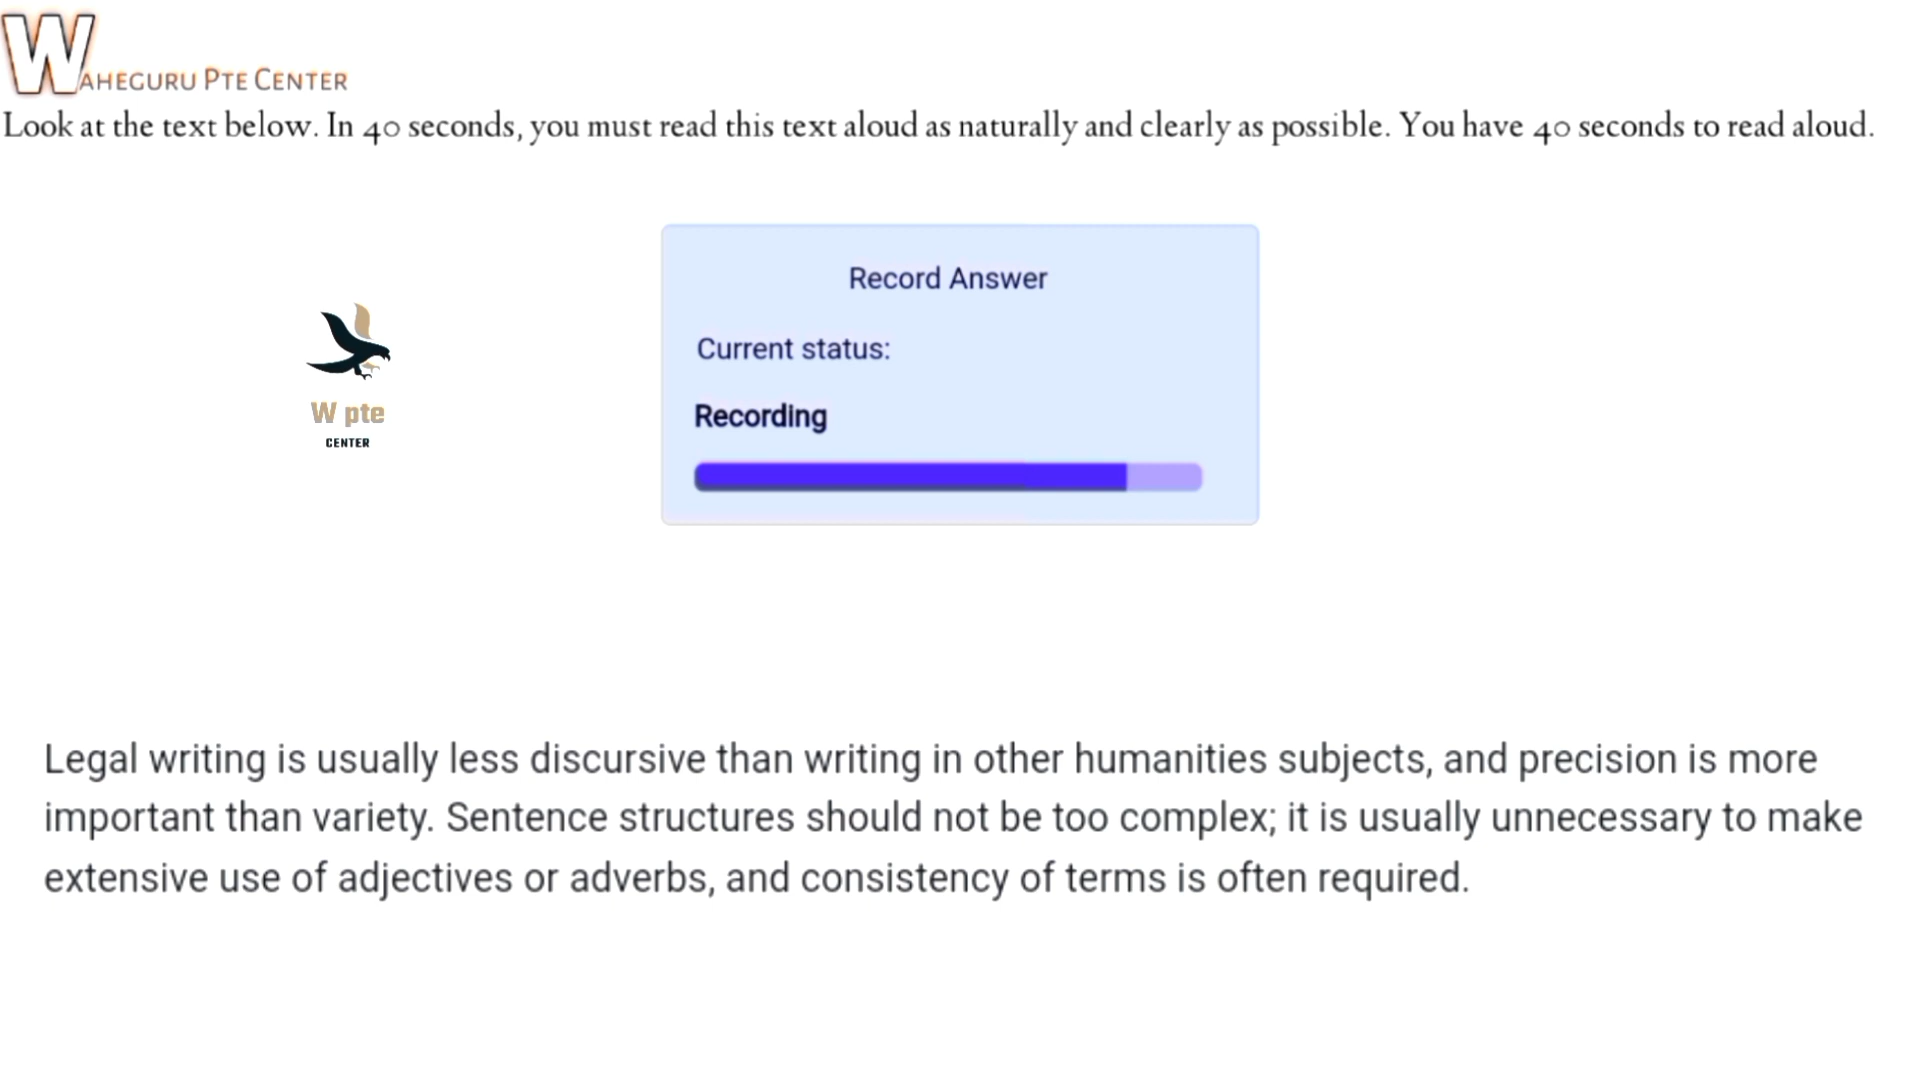 WAHEGURU PTE CENTER
Look at the text below. In 40 seconds, you must read this text aloud as naturally and clearly as possible. You have 40 seconds to read aloud.
Record Answer
Current status:
Recording
W pte
CENTER
Legal writing is usually less discursive than writing in other humanities subjects, and precision is more
important than variety. Sentence structures should not be too complex; it is usually unnecessary to make
extensive use of adjectives or adverbs, and consistency of terms is often required.